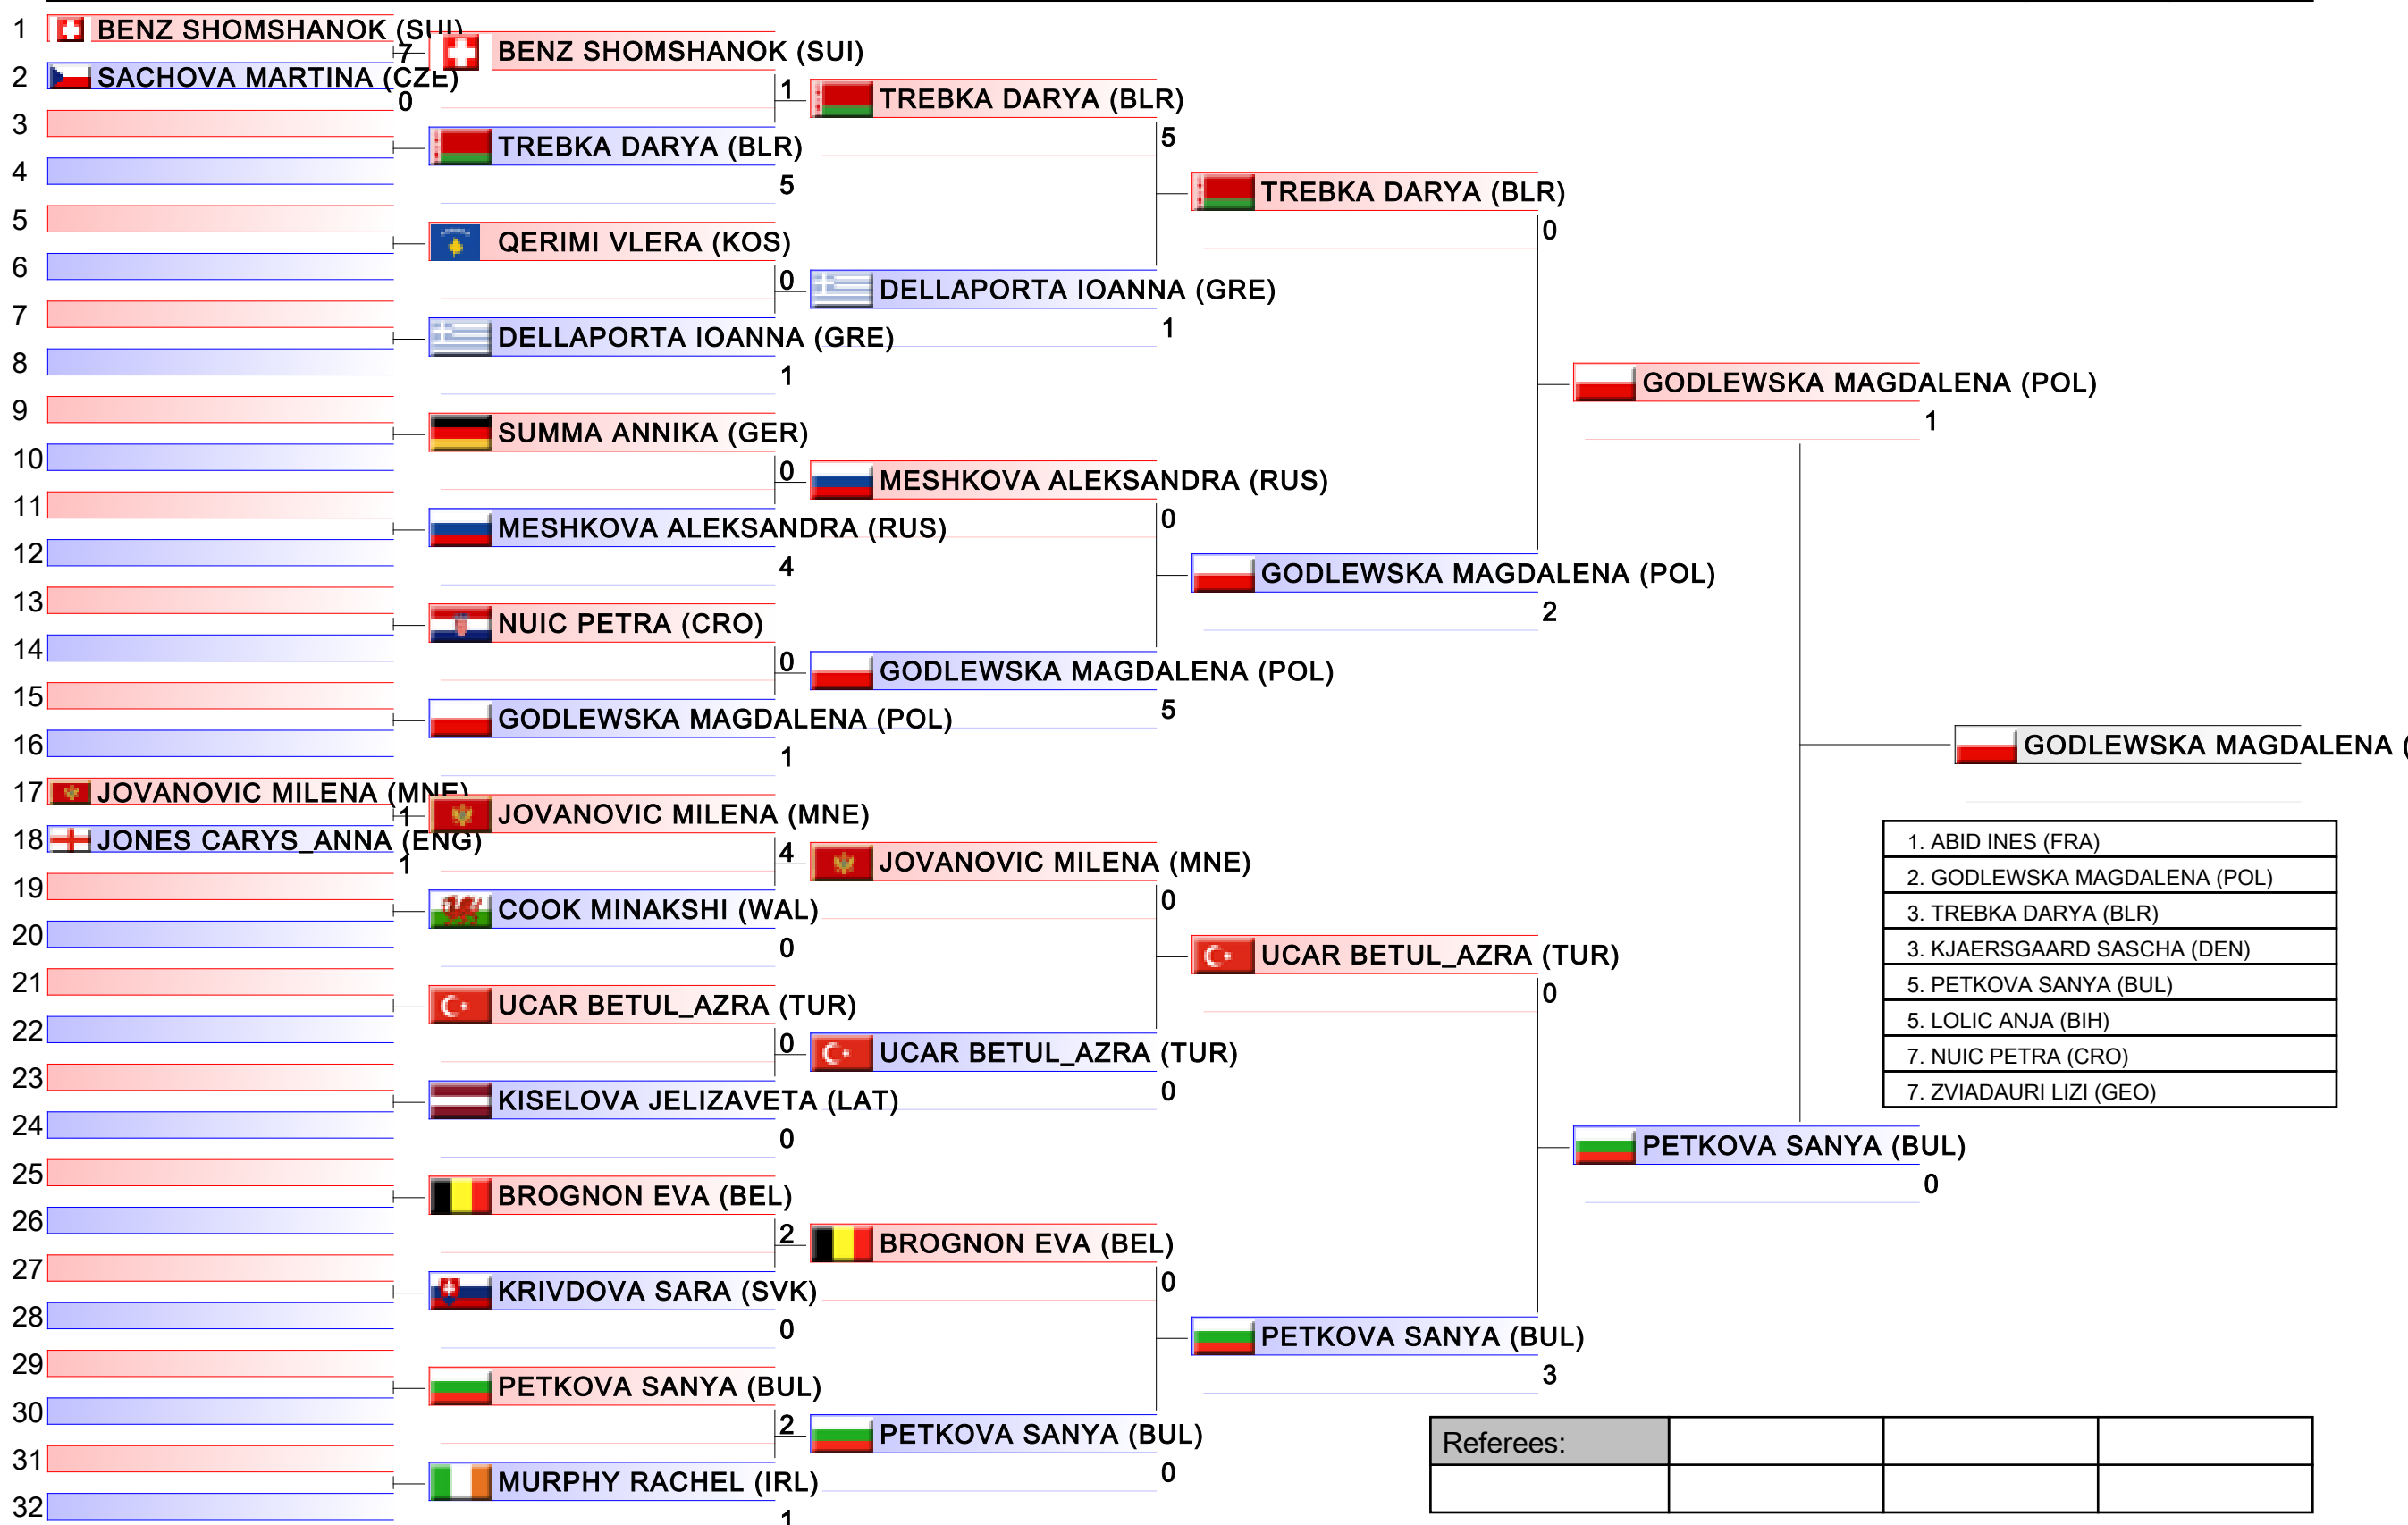 1
BENZ SHOMSHANOK (SUI)
7
BENZ SHOMSHANOK (SUI)
2
SACHOVA MARTINA (CZE)
0
1
TREBKA DARYA (BLR)
3
5
TREBKA DARYA (BLR)
4
5
TREBKA DARYA (BLR)
5
0
QERIMI VLERA (KOS)
6
0
DELLAPORTA IOANNA (GRE)
7
1
DELLAPORTA IOANNA (GRE)
8
1
GODLEWSKA MAGDALENA (POL)
9
1
SUMMA ANNIKA (GER)
10
0
MESHKOVA ALEKSANDRA (RUS)
11
0
MESHKOVA ALEKSANDRA (RUS)
12
4
GODLEWSKA MAGDALENA (POL)
13
2
NUIC PETRA (CRO)
14
0
GODLEWSKA MAGDALENA (POL)
15
5
GODLEWSKA MAGDALENA (POL)
16
1
GODLEWSKA MAGDALENA (
17
JOVANOVIC MILENA (MNE)
1
JOVANOVIC MILENA (MNE)
18
JONES CARYS_ANNA (ENG)
1
4
JOVANOVIC MILENA (MNE)
19
0
COOK MINAKSHI (WAL)
20
0
UCAR BETUL_AZRA (TUR)
21
0
UCAR BETUL_AZRA (TUR)
22
0
UCAR BETUL_AZRA (TUR)
23
0
KISELOVA JELIZAVETA (LAT)
24
0
PETKOVA SANYA (BUL)
25
0
BROGNON EVA (BEL)
26
2
BROGNON EVA (BEL)
27
0
KRIVDOVA SARA (SVK)
28
0
PETKOVA SANYA (BUL)
29
3
PETKOVA SANYA (BUL)
30
2
PETKOVA SANYA (BUL)
31
0
MURPHY RACHEL (IRL)
32
1
1. ABID INES (FRA)
2. GODLEWSKA MAGDALENA (POL)
3. TREBKA DARYA (BLR)
3. KJAERSGAARD SASCHA (DEN)
5. PETKOVA SANYA (BUL)
5. LOLIC ANJA (BIH)
7. NUIC PETRA (CRO)
7. ZVIADAURI LIZI (GEO)
Referees: